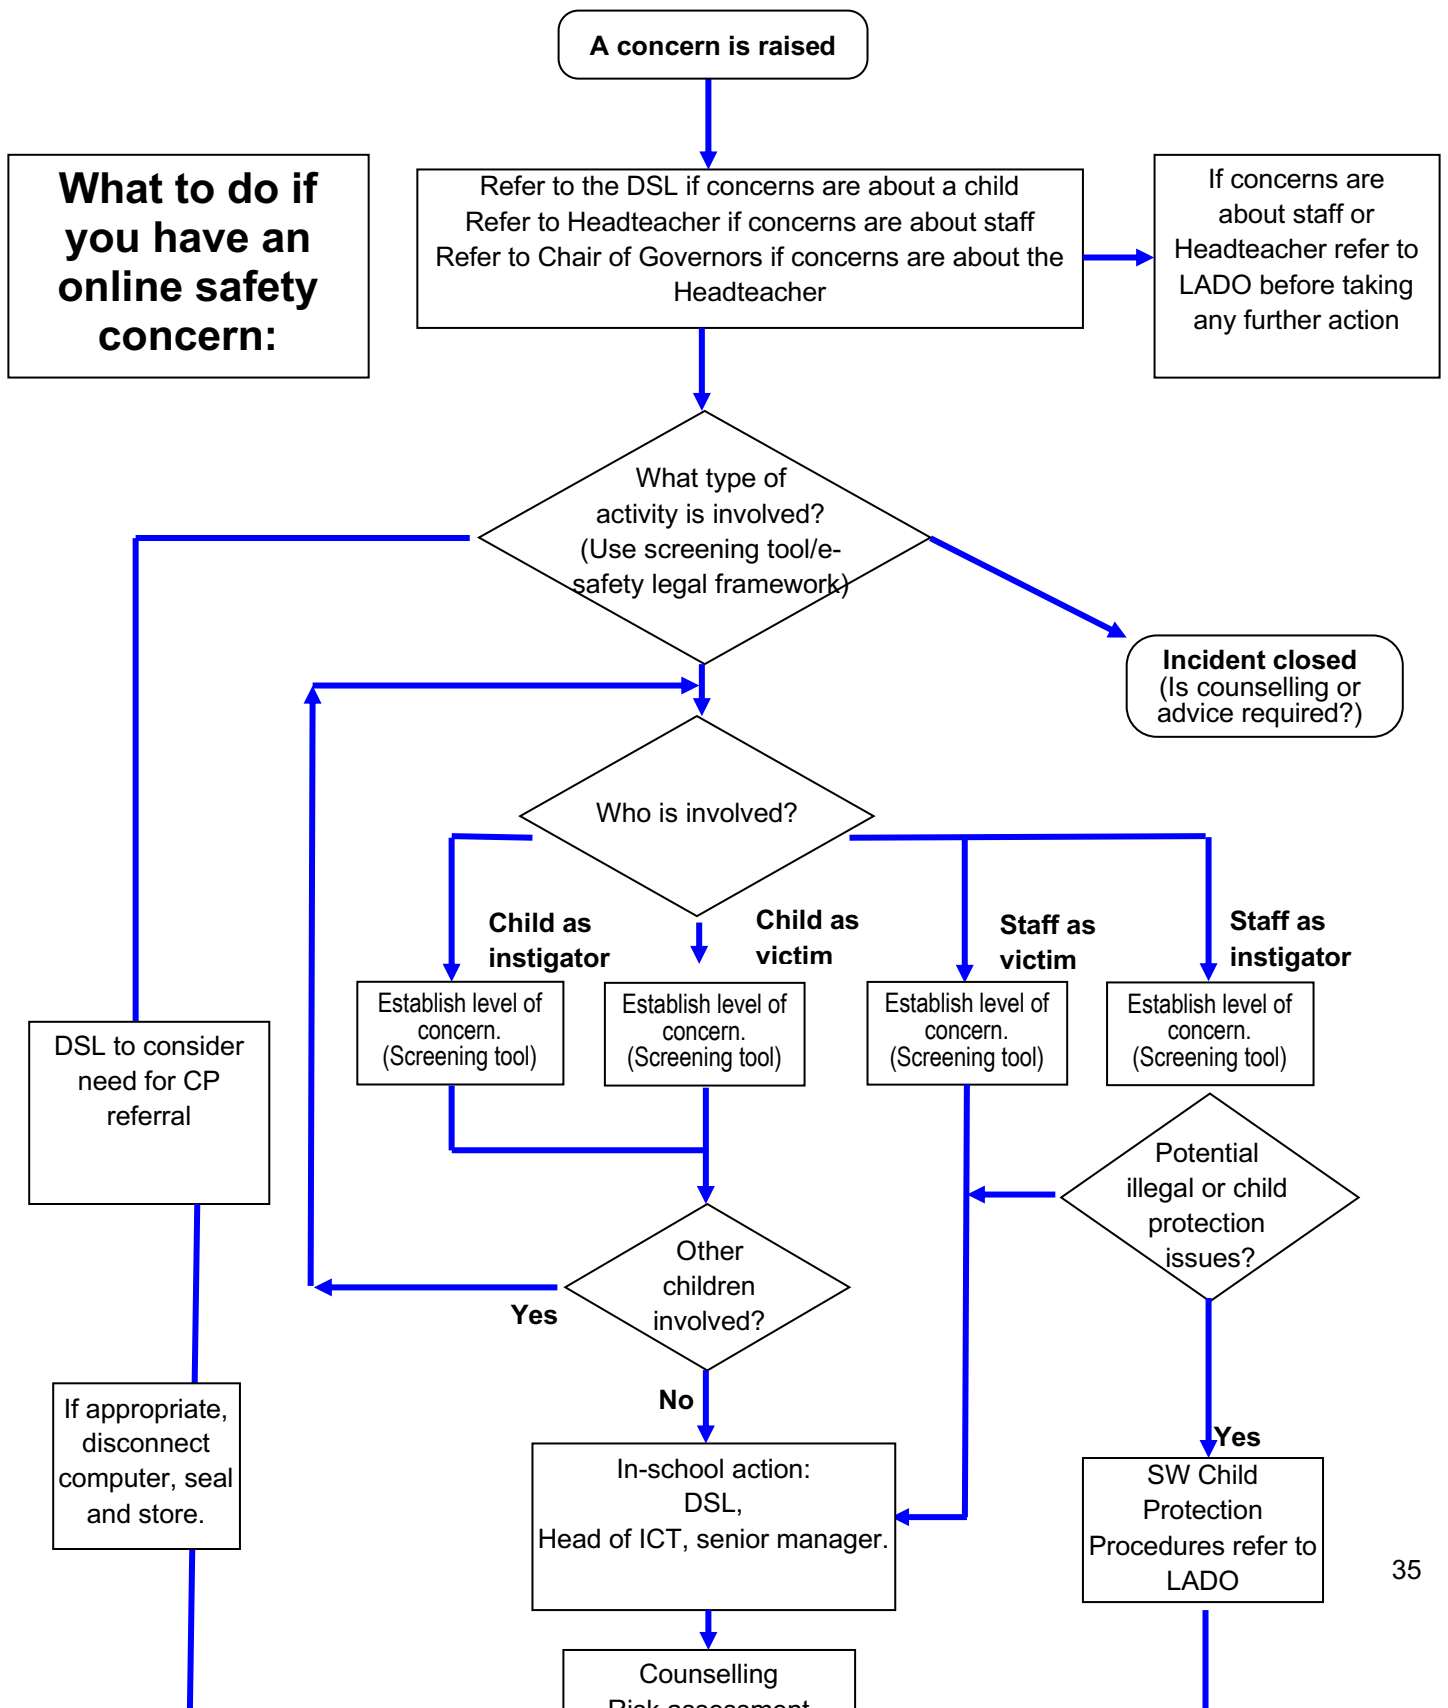 A concern is raised
What to do if
you have an
online safety
concern:
Refer to the DSL if concerns are about a child
Refer to Headteacher if concerns are about staff
Refer to Chair of Governors if concerns are about the
Headteacher
If concerns are
about staff or
Headteacher refer to
LADO before taking
any further action
What type of
activity is involved?
(Use screening tool/e-
safety legal framework)
Incident closed
(Is counselling or
advice required?)
Who is involved?
Child as
instigator
Child as
victim
Staff as
victim
Staff as
instigator
Establish level of
concern.
(Screening tool)
Establish level of
concern.
(Screening tool)
Establish level of
concern.
(Screening tool)
Establish level of
concern.
(Screening tool)
DSL to consider
need for CP
referral
Potential
illegal or child
protection
issues?
Other
children
involved?
Yes
No
Yes
If appropriate,
disconnect
computer, seal
and store.
In-school action:
DSL,
Head of ICT, senior manager.
SW Child
Protection
Procedures refer to
LADO
35
Counselling
Risk assessment